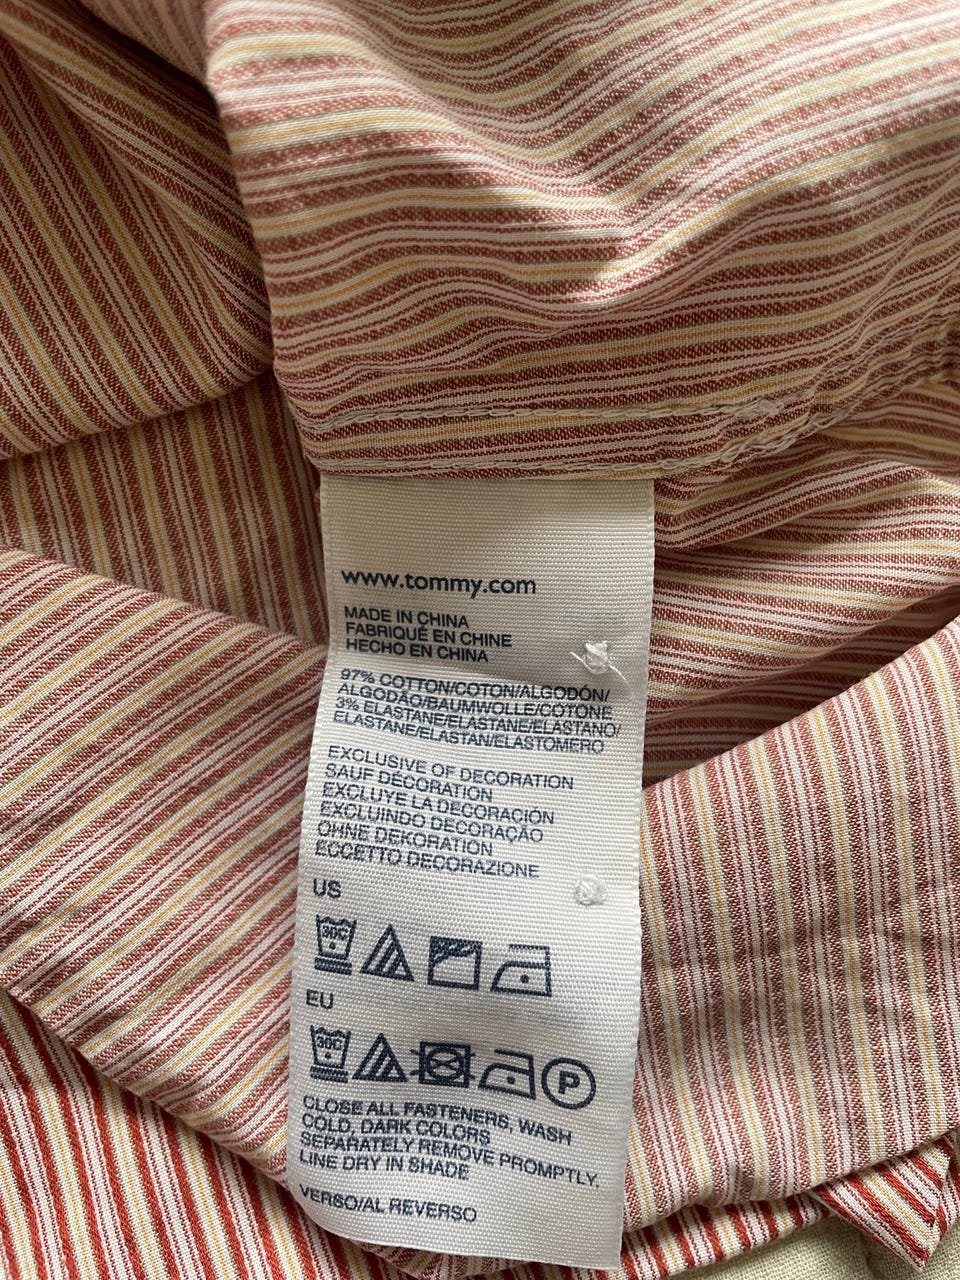 www.tommy.com
MADE IN CHINA
FABRIQUÉ EN CHINE
HECHO EN CHINA
97% COTTON/COTON/ALGODÓN/
ALGODÃO/BAUMWOLLE/COTONE
3% ELASTANE/ELASTANE/ELASTANO/
ELASTANE/ELASTAN/ELASTOMERO
EXCLUSIVE OF DECORATION
SAUF DÉCORATION
EXCLUYE LA DECORACIÓN
EXCLUINDO DECORAÇÃO
OHNE DEKORATION
ECCETTO DECORAZIONE
US
30C
EU
30C P
CLOSE ALL FASTENERS, WASH
COLD, DARK COLORS
SEPARATELY REMOVE PROMPTLY.
LINE DRY IN SHADE
VERSO/AL REVERSO